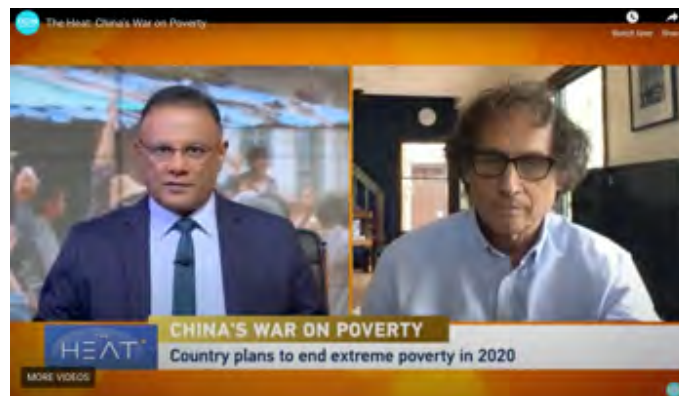 The Heat: China's War on Poverty
Watch later
Share
CHINA'S WAR ON POVERTY
THE
HEAT
Country plans to end extreme poverty in 2020
MORE VIDEOS